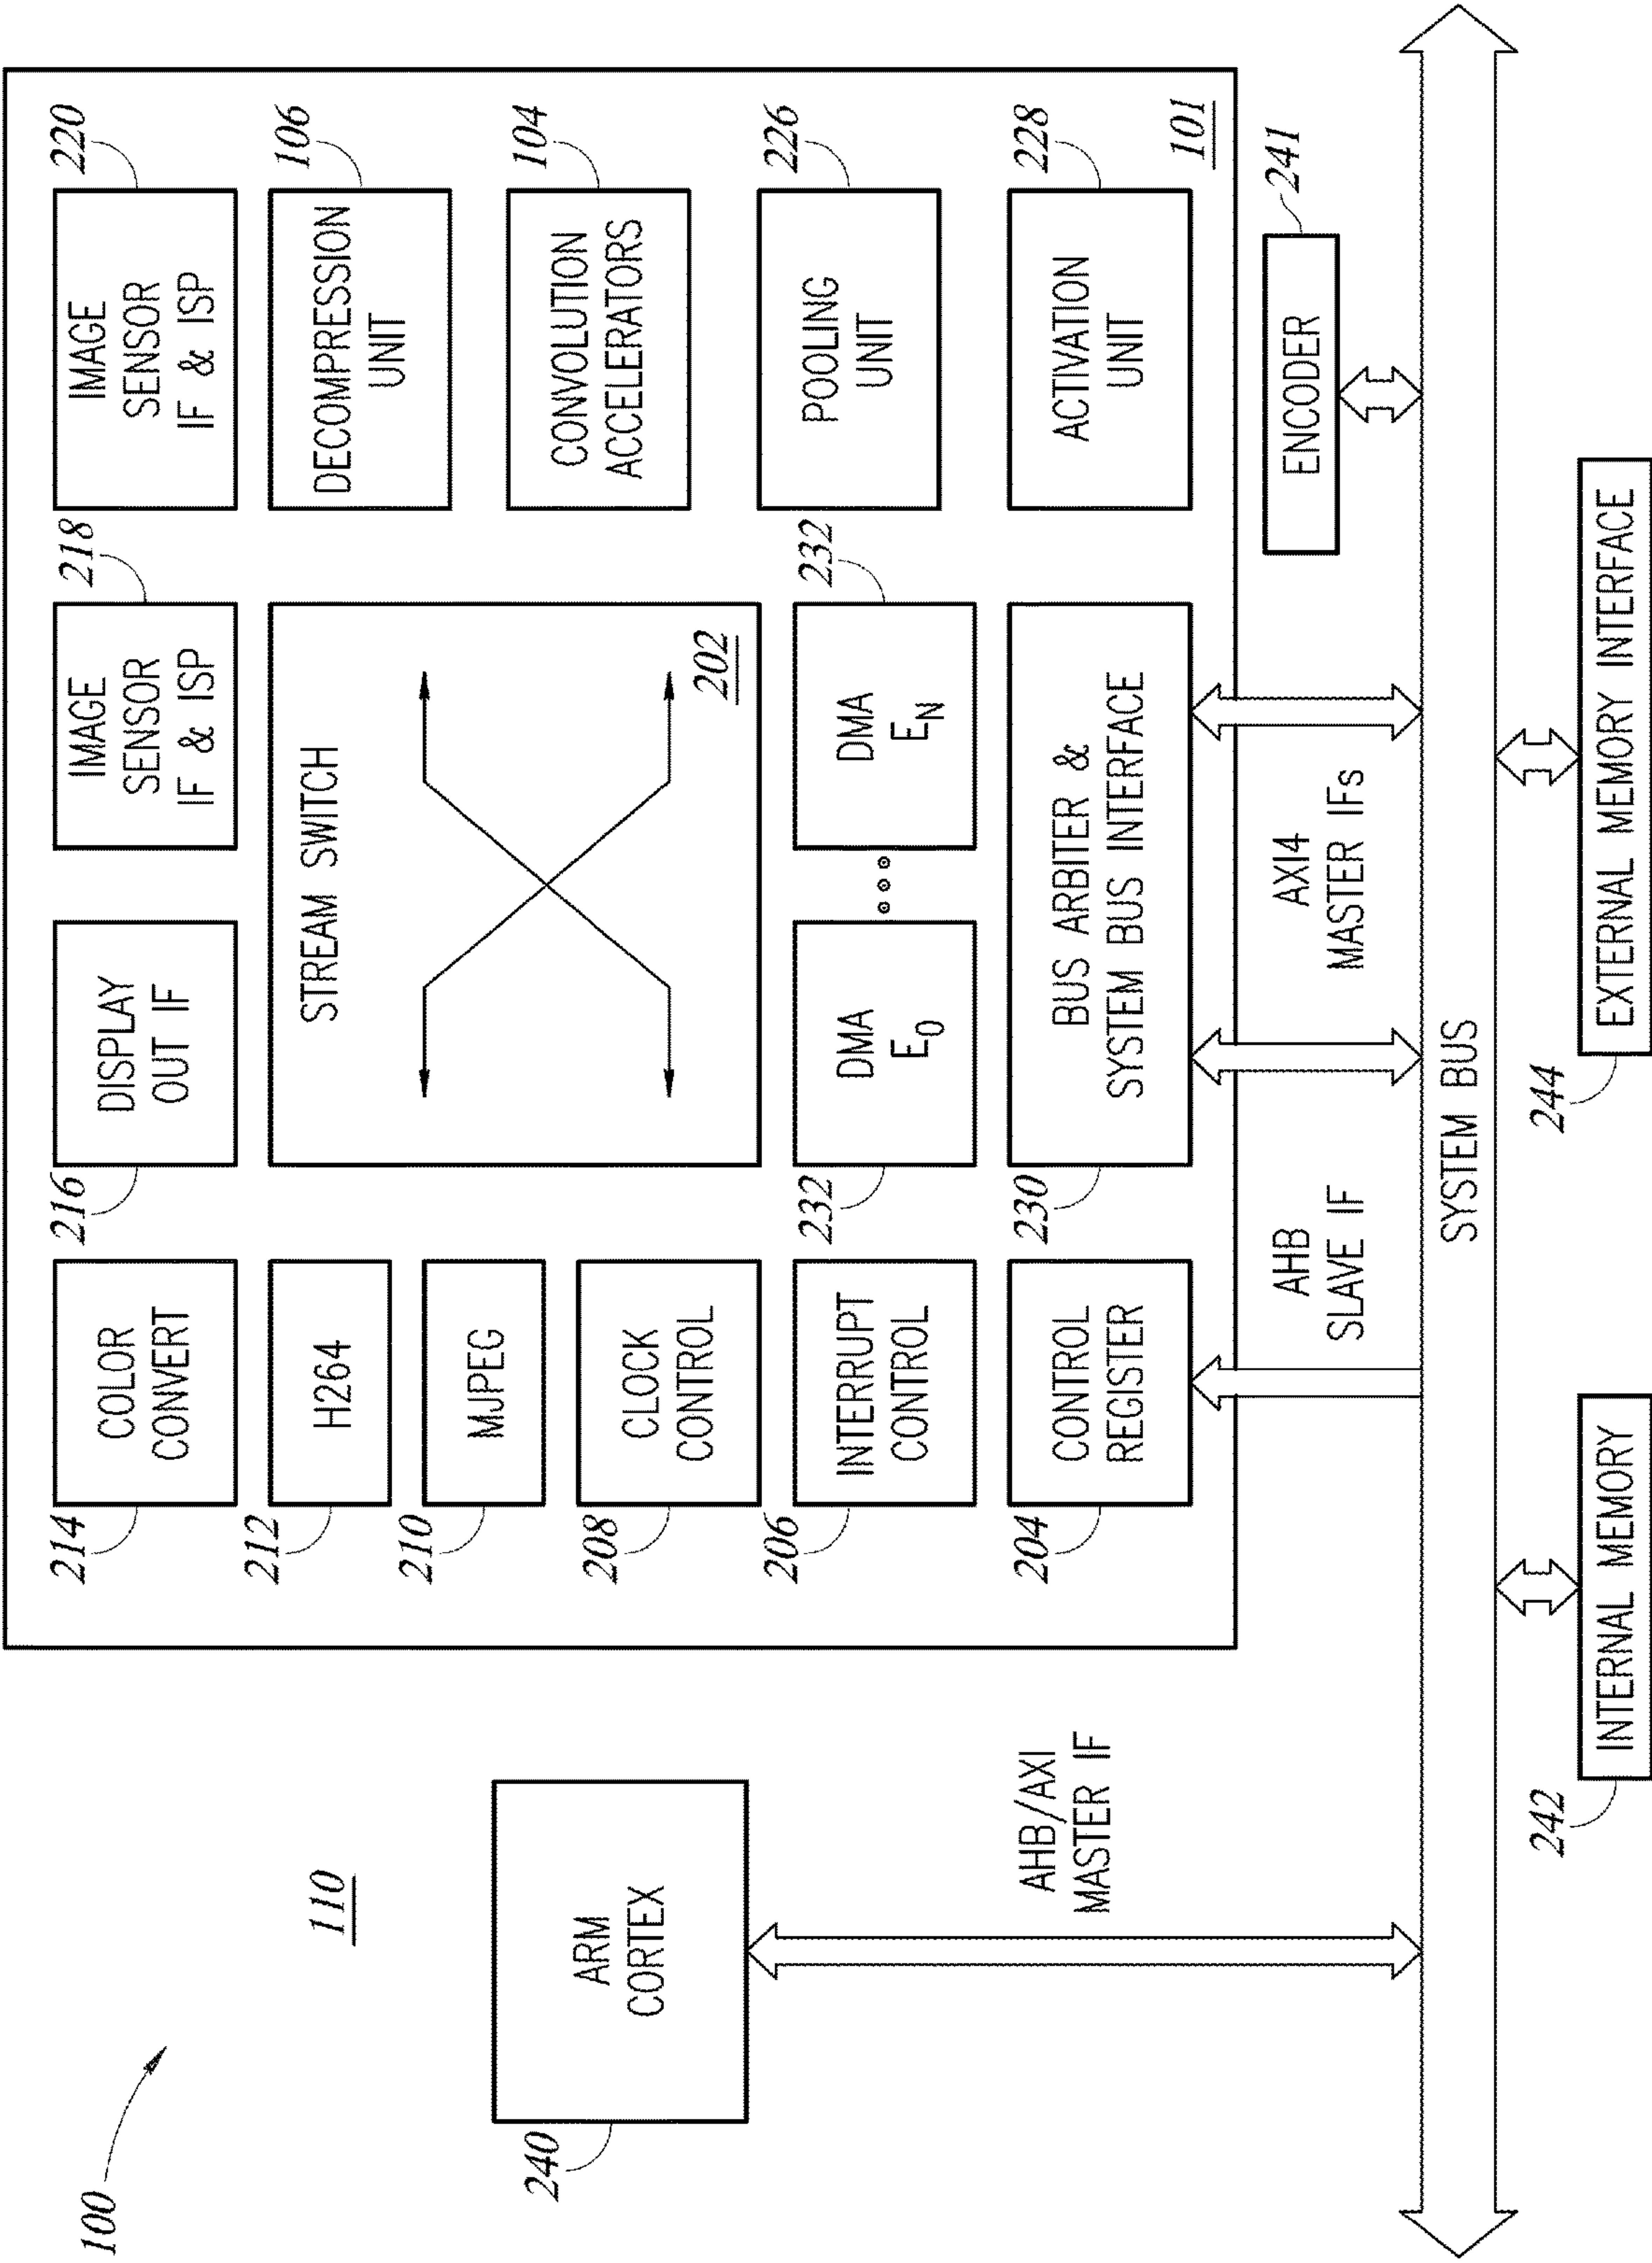 100
110
214
COLOR
CONVERT
216
DISPLAY
OUT IF
218
IMAGE
SENSOR
IF & ISP
220
IMAGE
SENSOR
IF & ISP
212
H264
210
MJPEG
208
CLOCK
CONTROL
206
INTERRUPT
CONTROL
204
CONTROL
REGISTER
STREAM SWITCH
202
232
DMA
E0
DMA
EN
232
230
BUS ARBITER &
SYSTEM BUS INTERFACE
106
DECOMPRESSION
UNIT
104
CONVOLUTION
ACCELERATORS
226
POOLING
UNIT
228
ACTIVATION
UNIT
101
240
ARM
CORTEX
AHB/AXI
MASTER IF
AHB
SLAVE IF
AXI4
MASTER IFs
241
ENCODER
SYSTEM BUS
242
INTERNAL MEMORY
244
EXTERNAL MEMORY INTERFACE